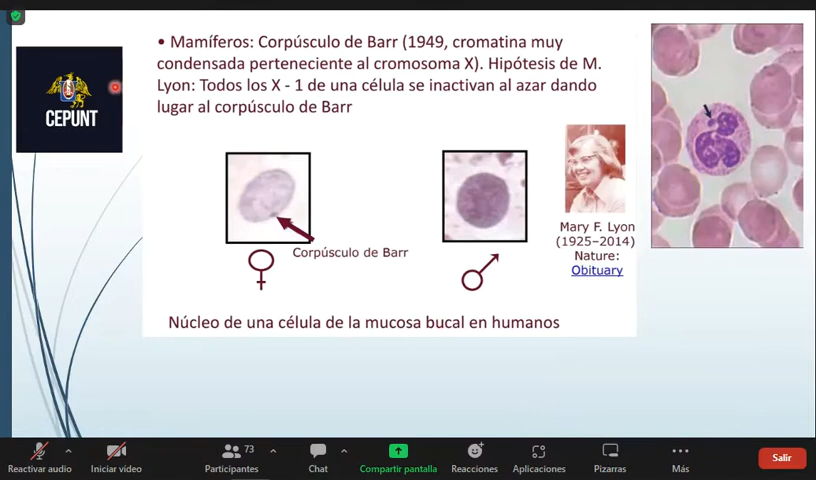 • Mamíferos: Corpúsculo de Barr (1949, cromatina muy
condensada perteneciente al cromosoma X). Hipótesis de M.
Lyon: Todos los X - 1 de una célula se inactivan al azar dando
lugar al corpúsculo de Barr
CEPUNT
Corpúsculo de Barr
Mary F. Lyon
(1925–2014)
Nature:
Obituary
Núcleo de una célula de la mucosa bucal en humanos
Reactivar audio
Iniciar video
73
Participantes
Chat
Compartir pantalla
Reacciones
Aplicaciones
Pizarras
Más
Salir